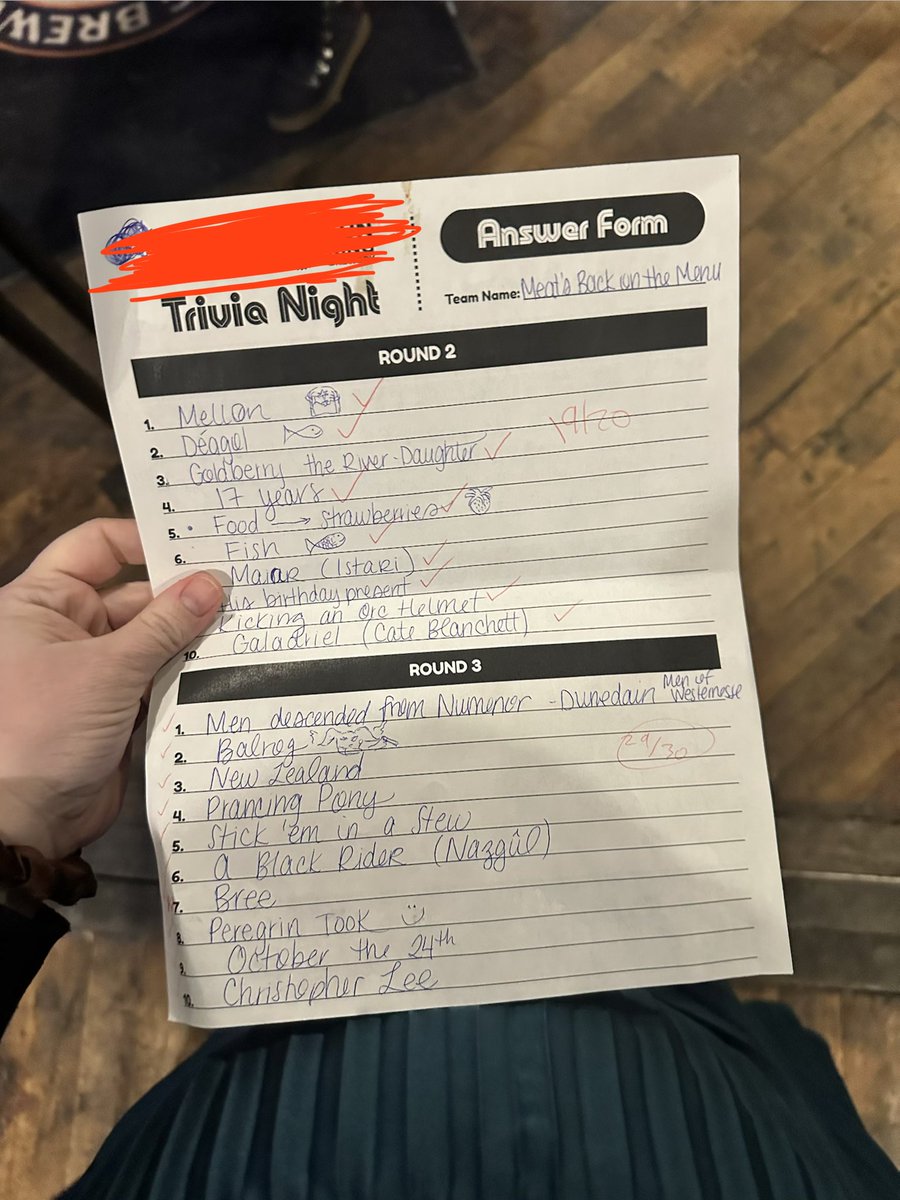 BREW
Trivia Night
Answer Form
Team Name: Meat's Back on the Menu
ROUND 2
1. Mellon
2. Déagol
3. Goldberry the River-Daughter
19/20
4. 17 years
5. • Food → strawberries
6. Fish
Maiar (Istari)
His birthday present
Kicking an Orc Helmet
10. Galadriel (Cate Blanchett)
ROUND 3
1. Men descended from Numenor - Dunedain Men of Westernesse
2. Balrog
29/30
3. New Zealand
4. Prancing Pony
5. Stick 'em in a Stew
6. a Black Rider (Nazgûl)
7. Bree
8. Peregrin Took
9. October the 24th
10. Christopher Lee